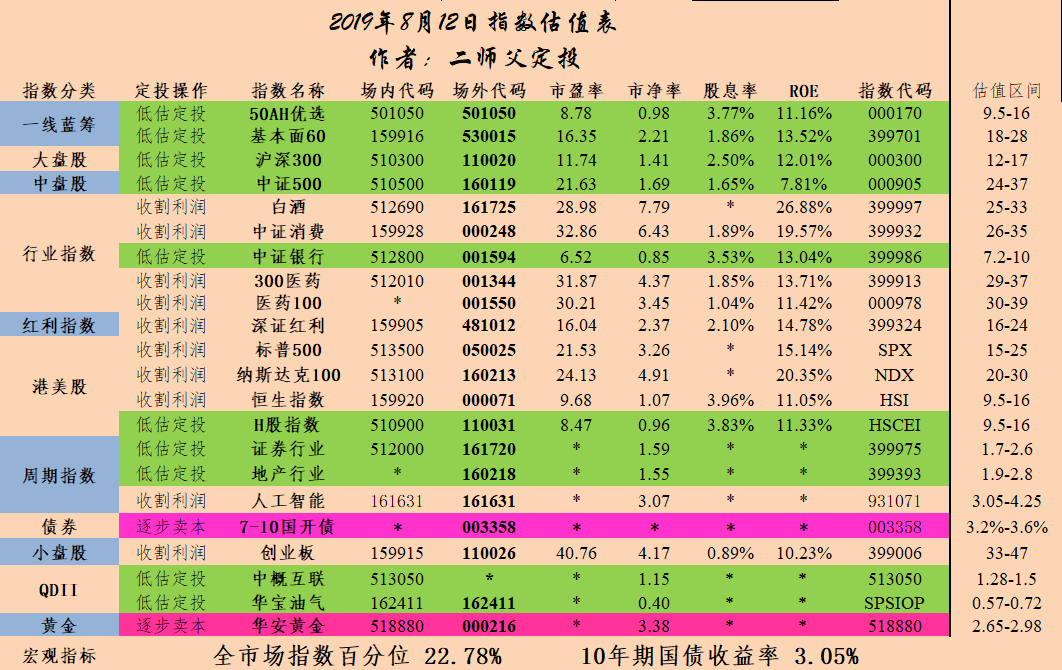 2019年8月12日指数估值表
作者：二师父定投
指数分类 定投操作 指数名称 场内代码 场外代码 市盈率 市净率 股息率 ROE 指数代码 估值区间
一线蓝筹 低估定投 50AH优选 501050 501050 8.78 0.98 3.77% 11.16% 000170 9.5-16
低估定投 基本面60 159916 530015 16.35 2.21 1.86% 13.52% 399701 18-28
大盘股 低估定投 沪深300 510300 110020 11.74 1.41 2.50% 12.01% 000300 12-17
中盘股 低估定投 中证500 510500 160119 21.63 1.69 1.65% 7.81% 000905 24-37
行业指数 收割利润 白酒 512690 161725 28.98 7.79 * 26.88% 399997 25-33
收割利润 中证消费 159928 000248 32.86 6.43 1.89% 19.57% 399932 26-35
低估定投 中证银行 512800 001594 6.52 0.85 3.53% 13.04% 399986 7.2-10
收割利润 300医药 512010 001344 31.87 4.37 1.85% 13.71% 399913 29-37
收割利润 医药100 * 001550 30.21 3.45 1.04% 11.42% 000978 30-39
红利指数 收割利润 深证红利 159905 481012 16.04 2.37 2.10% 14.78% 399324 16-24
港美股 收割利润 标普500 513500 050025 21.53 3.26 * 15.14% SPX 15-25
收割利润 纳斯达克100 513100 160213 24.13 4.91 * 20.35% NDX 20-30
收割利润 恒生指数 159920 000071 9.68 1.07 3.96% 11.05% HSI 9.5-16
低估定投 H股指数 510900 110031 8.47 0.96 3.83% 11.33% HSCEI 9.5-16
周期指数 低估定投 证券行业 512000 161720 * 1.59 * * 399975 1.7-2.6
低估定投 地产行业 * 160218 * 1.55 * * 399393 1.9-2.8
收割利润 人工智能 161631 161631 * 3.07 * * 931071 3.05-4.25
债券 逐步卖本 7-10国开债 * 003358 * * * * 003358 3.2%-3.6%
小盘股 收割利润 创业板 159915 110026 40.76 4.17 0.89% 10.23% 399006 33-47
QDII 低估定投 中概互联 513050 * * 1.15 * * 513050 1.28-1.5
低估定投 华宝油气 162411 162411 * 0.40 * * SPSIOP 0.57-0.72
黄金 逐步卖本 华安黄金 518880 000216 * 3.38 * * 518880 2.65-2.98
宏观指标 全市场指数百分位 22.78% 10年期国债收益率 3.05%